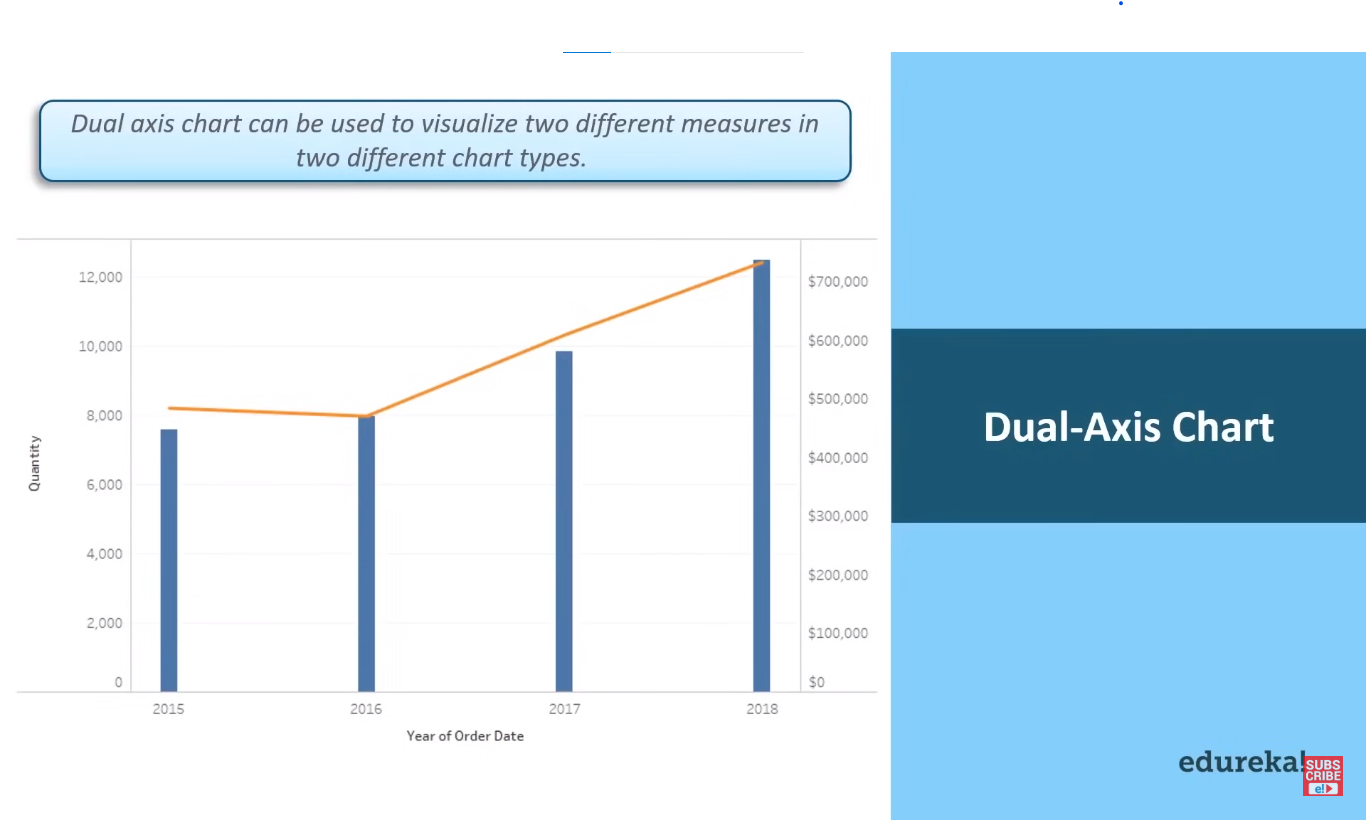 Dual axis chart can be used to visualize two different measures in
two different chart types.
12,000
10,000
8,000
6,000
4,000
2,000
0
Quantity
$700,000
$600,000
$500,000
$400,000
$300,000
$200,000
$100,000
$0
2015 2016 2017 2018
Year of Order Date
Dual-Axis Chart
edureka!
SUBS
CRIBE
e!